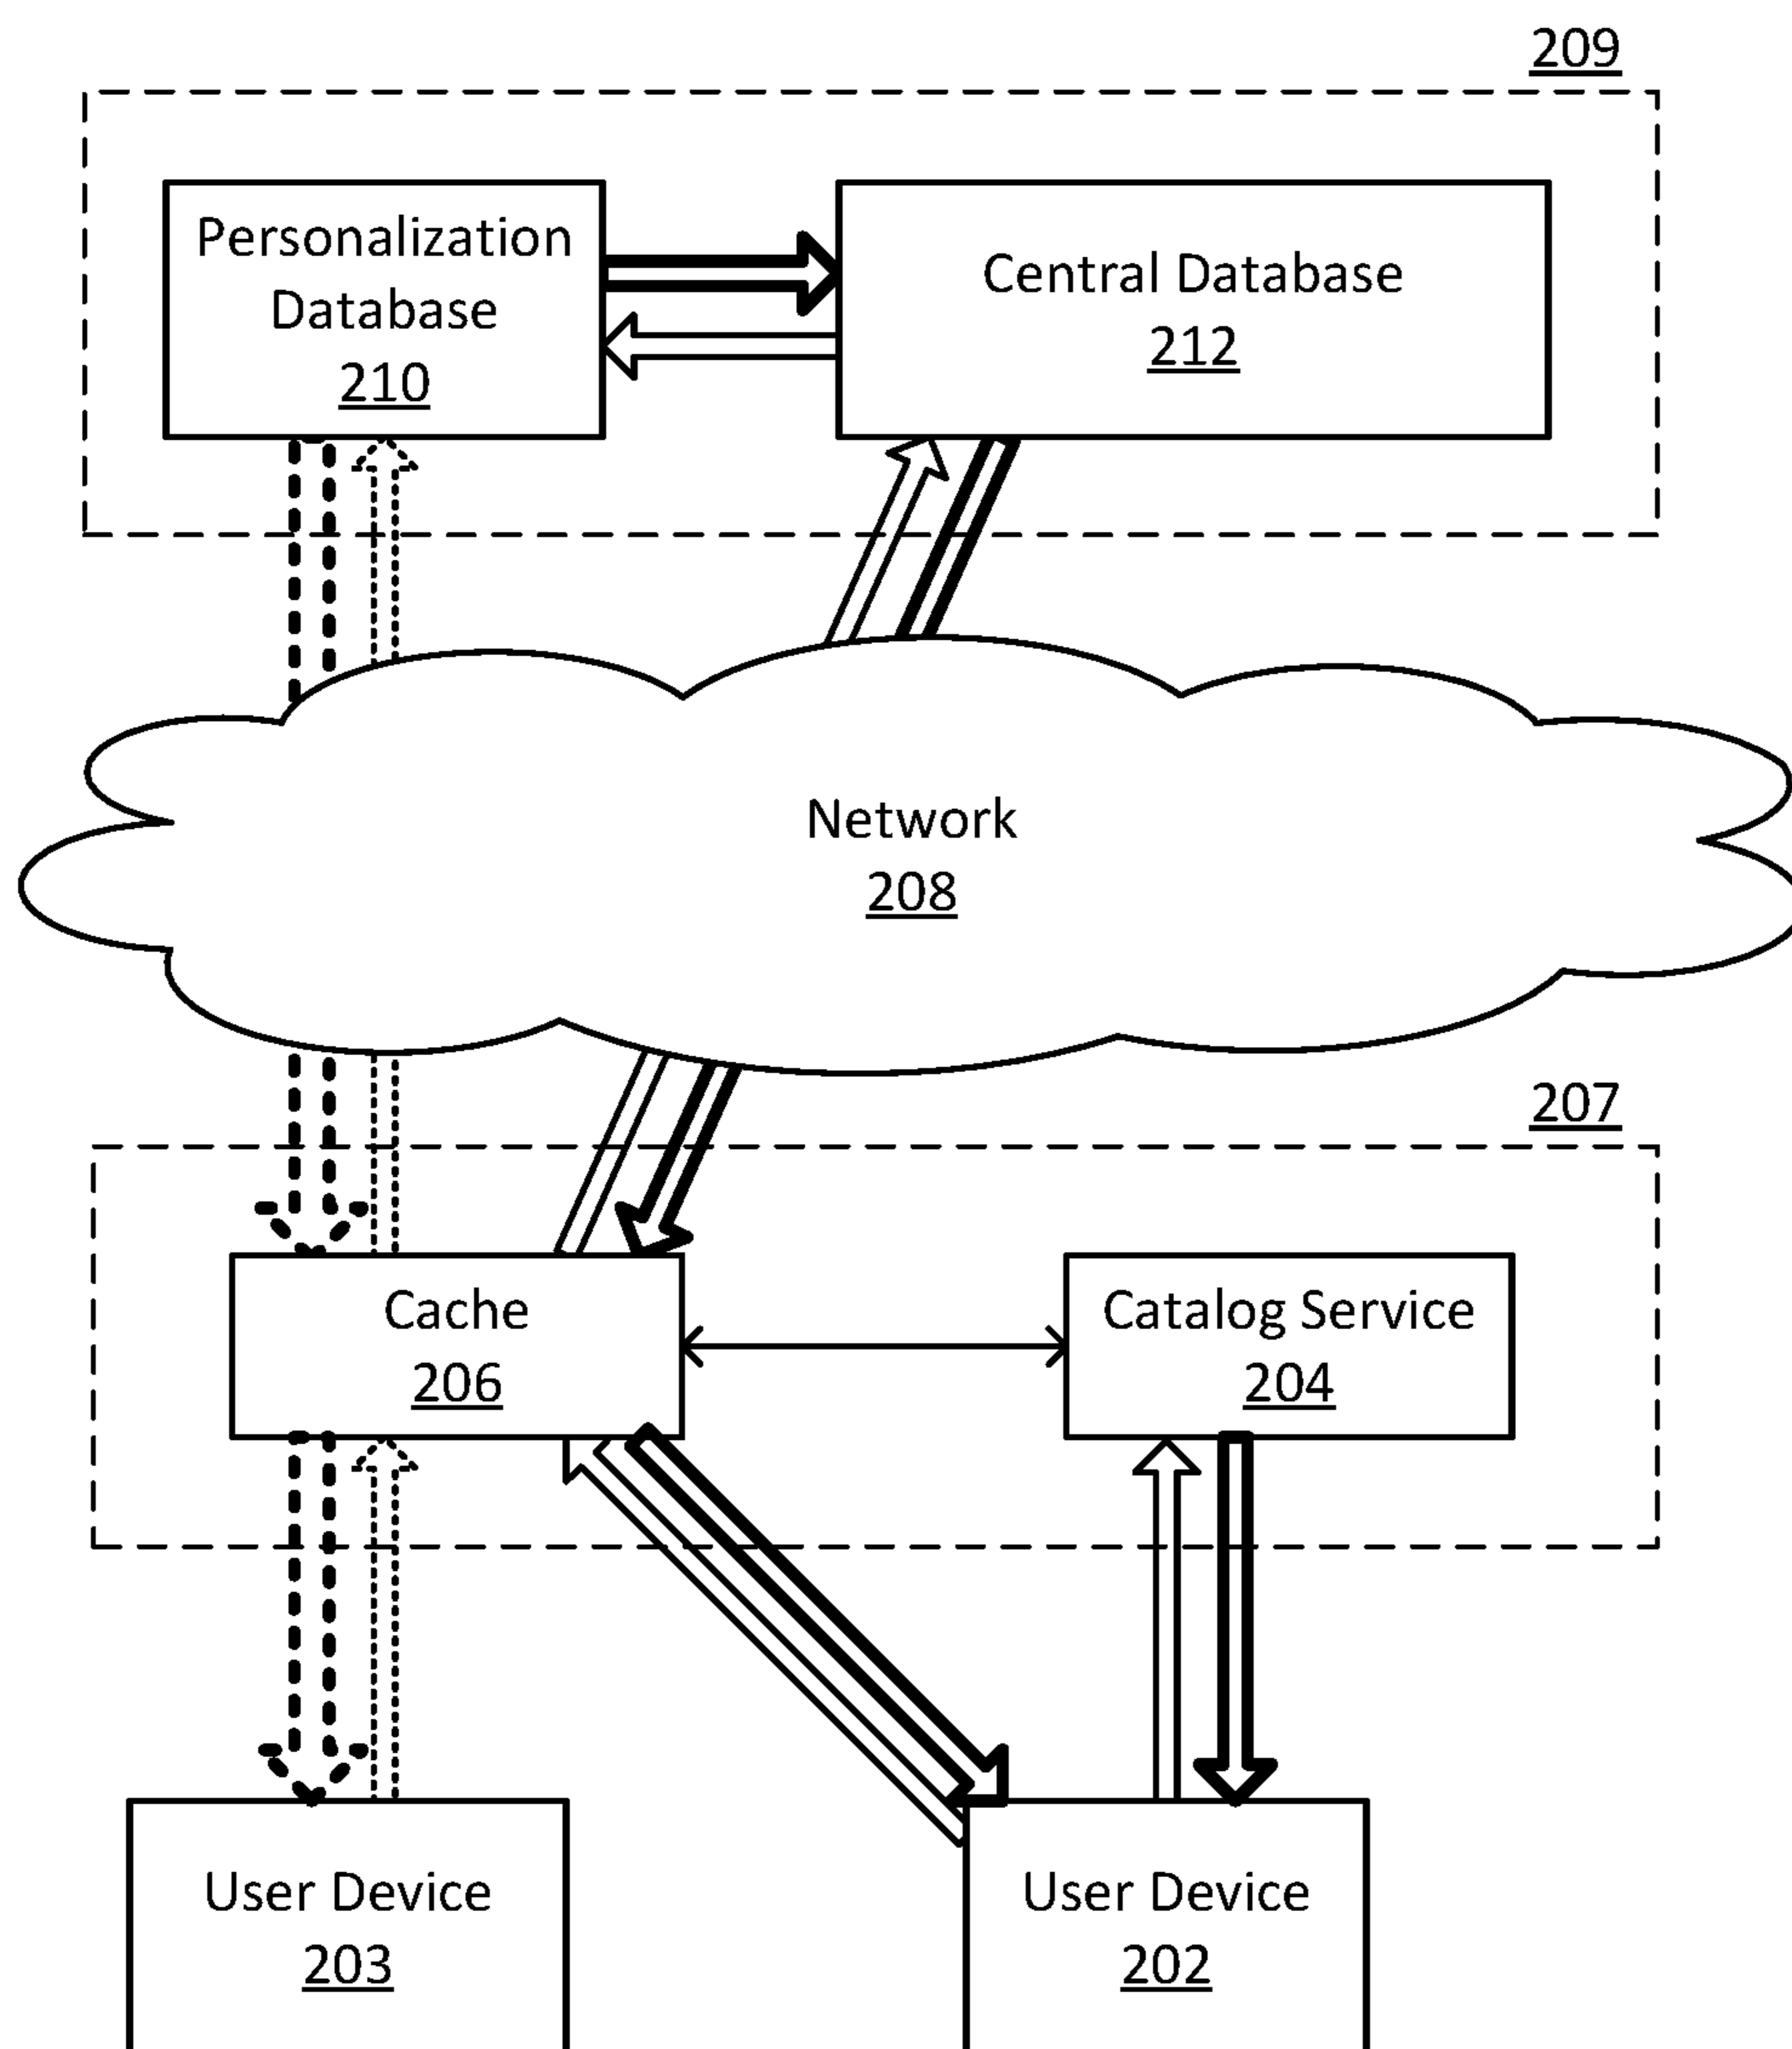 209
Personalization
Database
210
Central Database
212
Network
208
207
Cache
206
Catalog Service
204
User Device
203
User Device
202